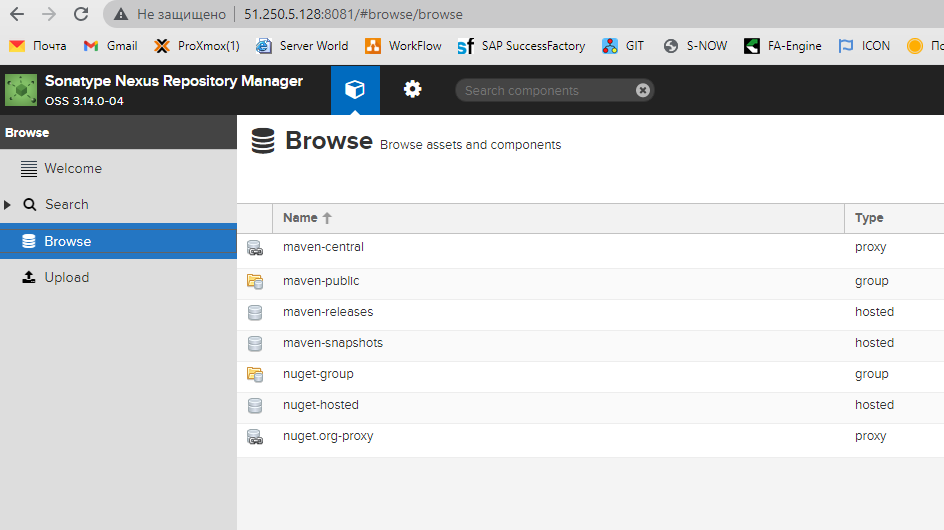 Не защищено 51.250.5.128:8081/#browse/browse
Почта Gmail ProXmox(1) Server World WorkFlow SAP SuccessFactory GIT S-NOW FA-Engine ICON
Sonatype Nexus Repository Manager
OSS 3.14.0-04
Search components
Browse
Welcome
Search
Browse
Upload
Browse Browse assets and components
Name Type
maven-central proxy
maven-public group
maven-releases hosted
maven-snapshots hosted
nuget-group group
nuget-hosted hosted
nuget.org-proxy proxy